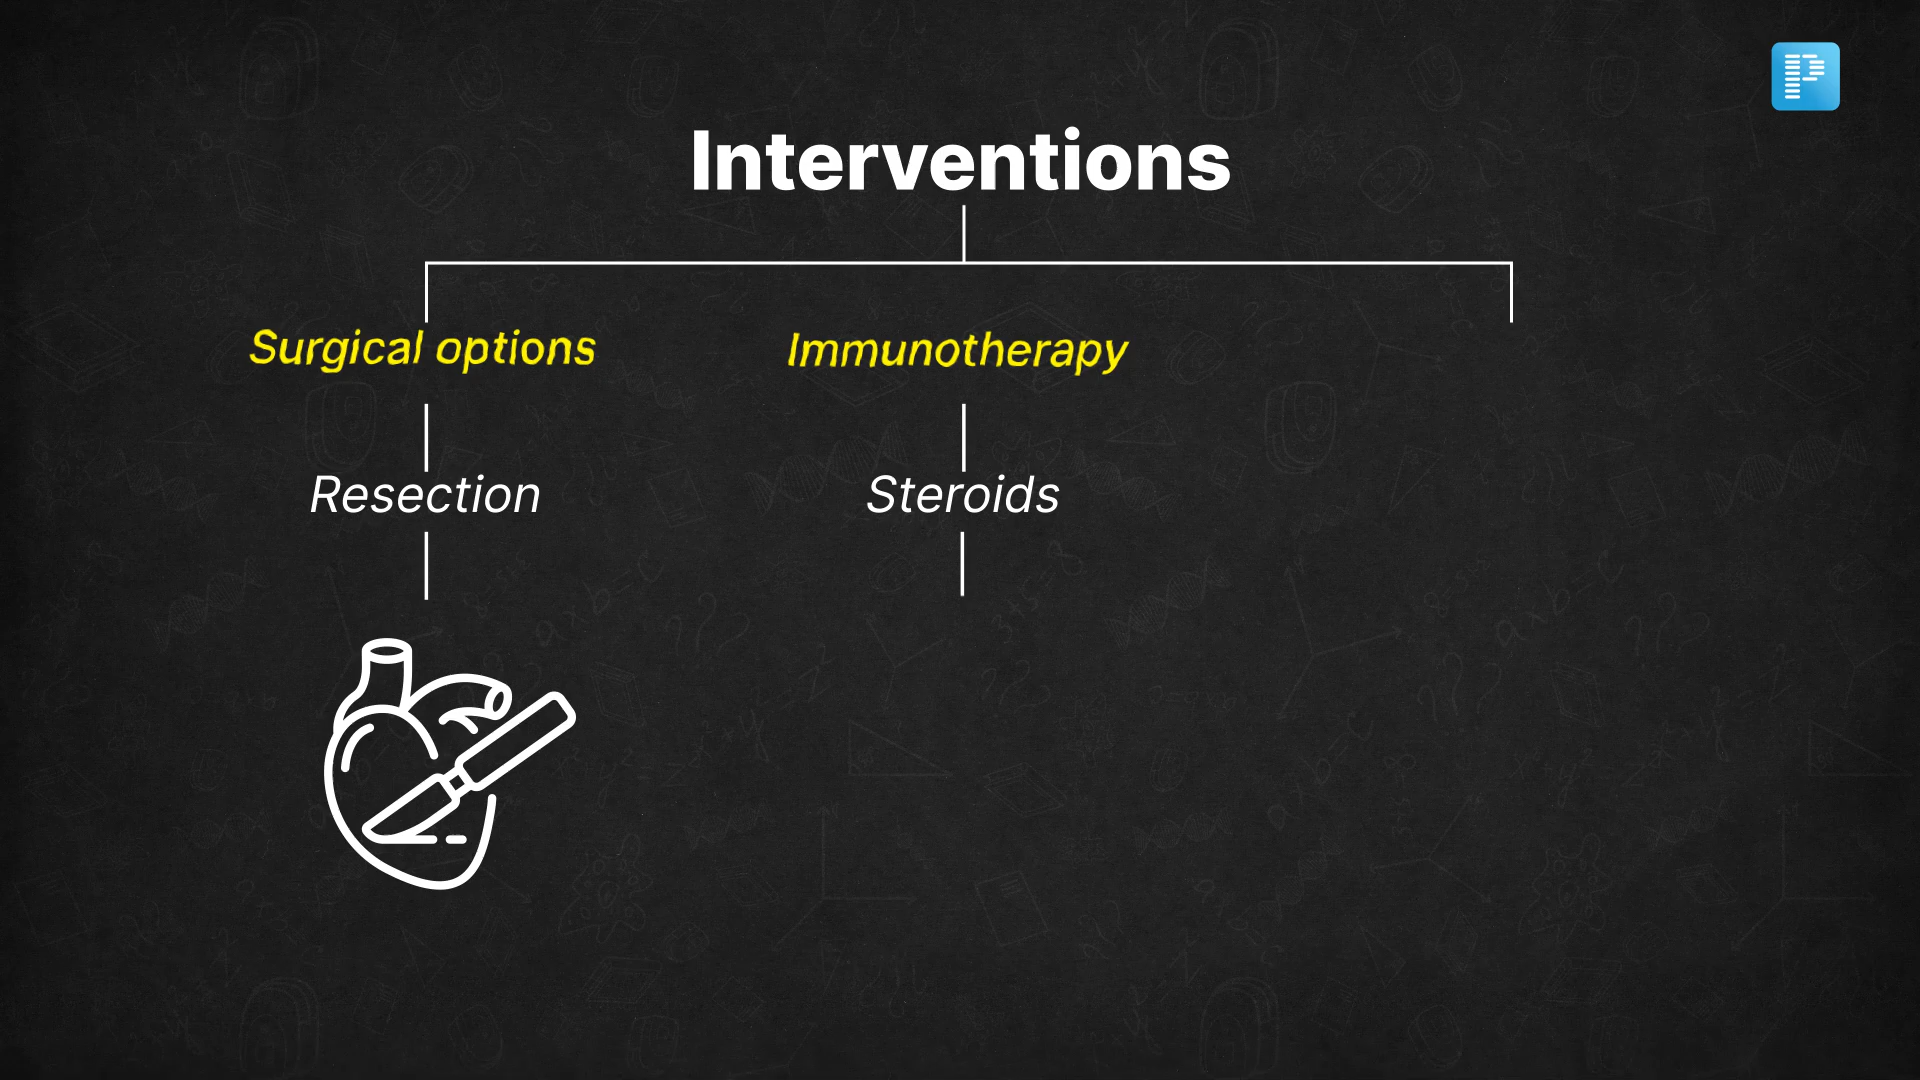 Interventions
Surgical options
Immunotherapy
Resection
Steroids